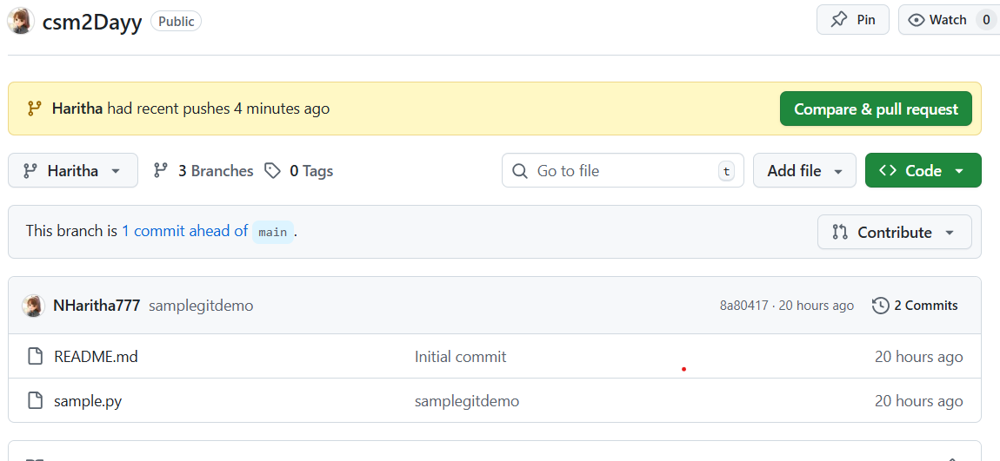 csm2Dayy Public Pin Watch 0
Haritha had recent pushes 4 minutes ago Compare & pull request
Haritha 3 Branches 0 Tags Go to file t Add file Code
This branch is 1 commit ahead of main. Contribute
NHaritha777 samplegitdemo 8a80417 · 20 hours ago 2 Commits
README.md Initial commit 20 hours ago
sample.py samplegitdemo 20 hours ago